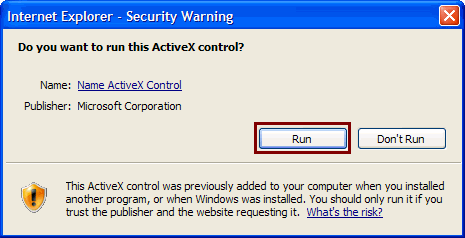 Internet Explorer - Security Warning
Do you want to run this ActiveX control?
Name: Name ActiveX Control
Publisher: Microsoft Corporation
Run Don't Run
This ActiveX control was previously added to your computer when you installed
another program, or when Windows was installed. You should only run it if you
trust the publisher and the website requesting it. What's the risk?